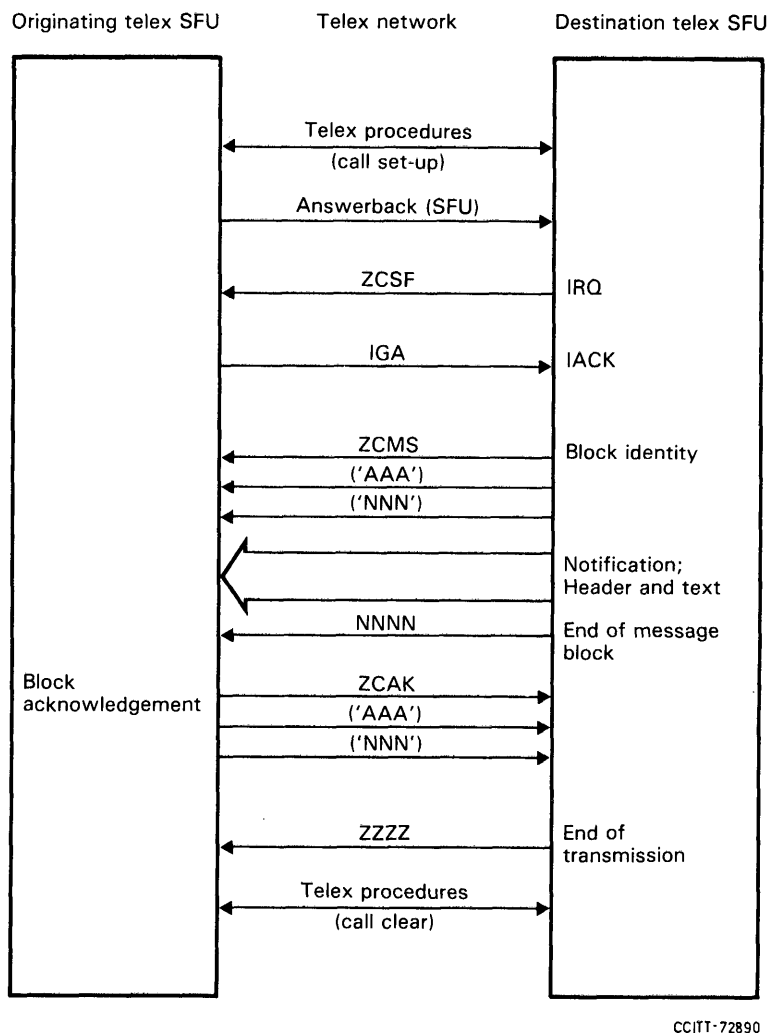 Originating telex SFU Telex network Destination telex SFU
Telex procedures
(call set-up)
Answerback (SFU)
ZCSF IRQ
IGA IACK
ZCMS Block identity
('AAA')
('NNN')
Notification;
Header and text
NNNN End of message
block
Block
acknowledgement
ZCAK
('AAA')
('NNN')
ZZZZ End of
transmission
Telex procedures
(call clear)
CCITT-72890